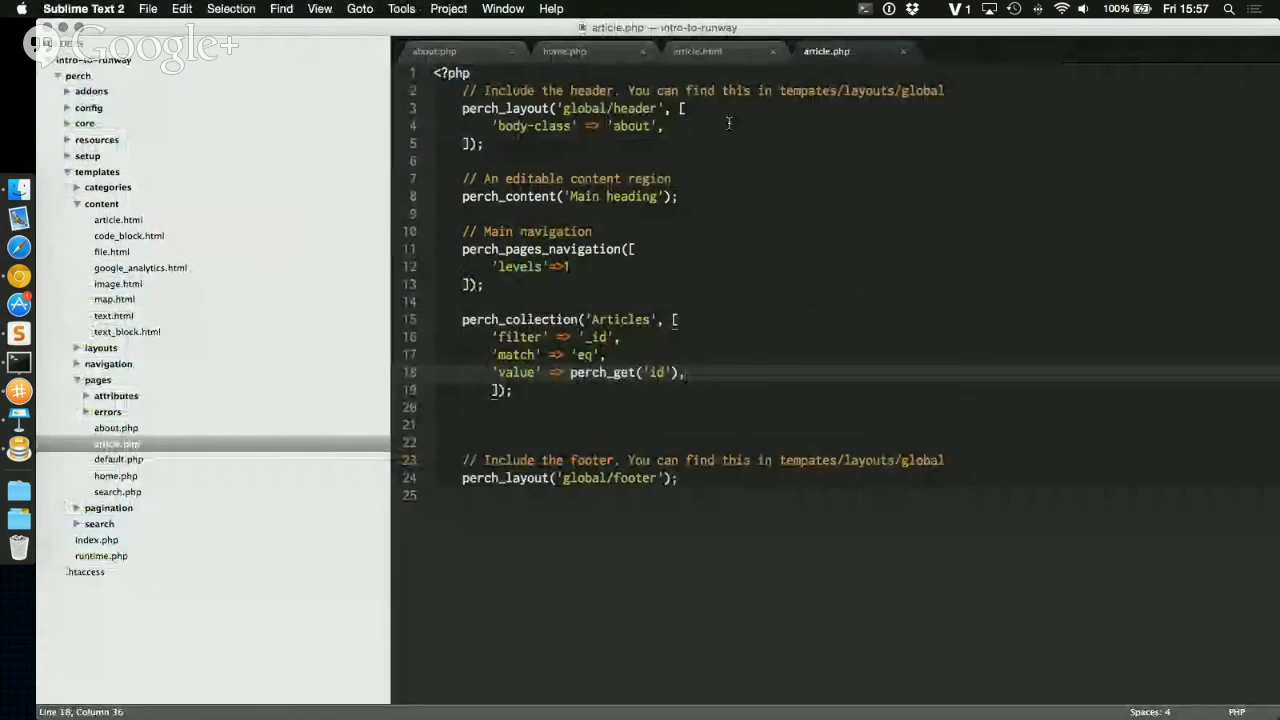 Sublime Text 2 File Edit Selection Find View Goto Tools Project Window Help
V 1 100% Fri 15:57
article.php — intro-to-runway
Google+
intro-to-runway
perch
addons
config
core
resources
setup
templates
categories
content
article.html
code_block.html
file.html
google_analytics.html
image.html
map.html
text.html
text_block.html
layouts
navigation
pages
attributes
errors
about.php
article.php
default.php
home.php
search.php
pagination
search
index.php
runtime.php
.htaccess
about.php home.php article.html article.php
1 <?php
2 // Include the header. You can find this in tempates/layouts/global
3 perch_layout('global/header', [
4 'body-class' => 'about',
5 ]);
6
7 // An editable content region
8 perch_content('Main heading');
9
10 // Main navigation
11 perch_pages_navigation([
12 'levels'=>1
13 ]);
14
15 perch_collection('Articles', [
16 'filter' => '_id',
17 'match' => 'eq',
18 'value' => perch_get('id'),
19 ]);
20
21
22
23 // Include the footer. You can find this in tempates/layouts/global
24 perch_layout('global/footer');
25
Line 18, Column 36 Spaces: 4 PHP